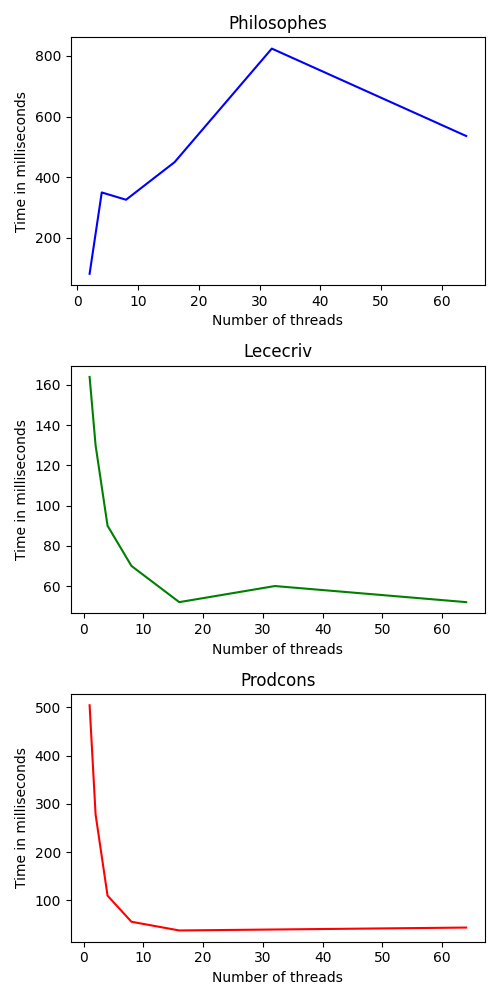 Philosophes
800
600
400
200
Time in milliseconds
0 10 20 30 40 50 60
Number of threads
Lececriv
160
140
120
100
80
60
Time in milliseconds
0 10 20 30 40 50 60
Number of threads
Prodcons
500
400
300
200
100
Time in milliseconds
0 10 20 30 40 50 60
Number of threads